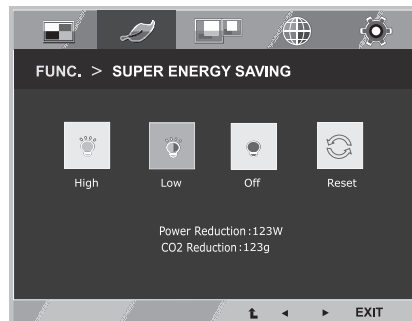 FUNC. > SUPER ENERGY SAVING
High Low Off Reset
Power Reduction :123W
CO2 Reduction :123g
EXIT